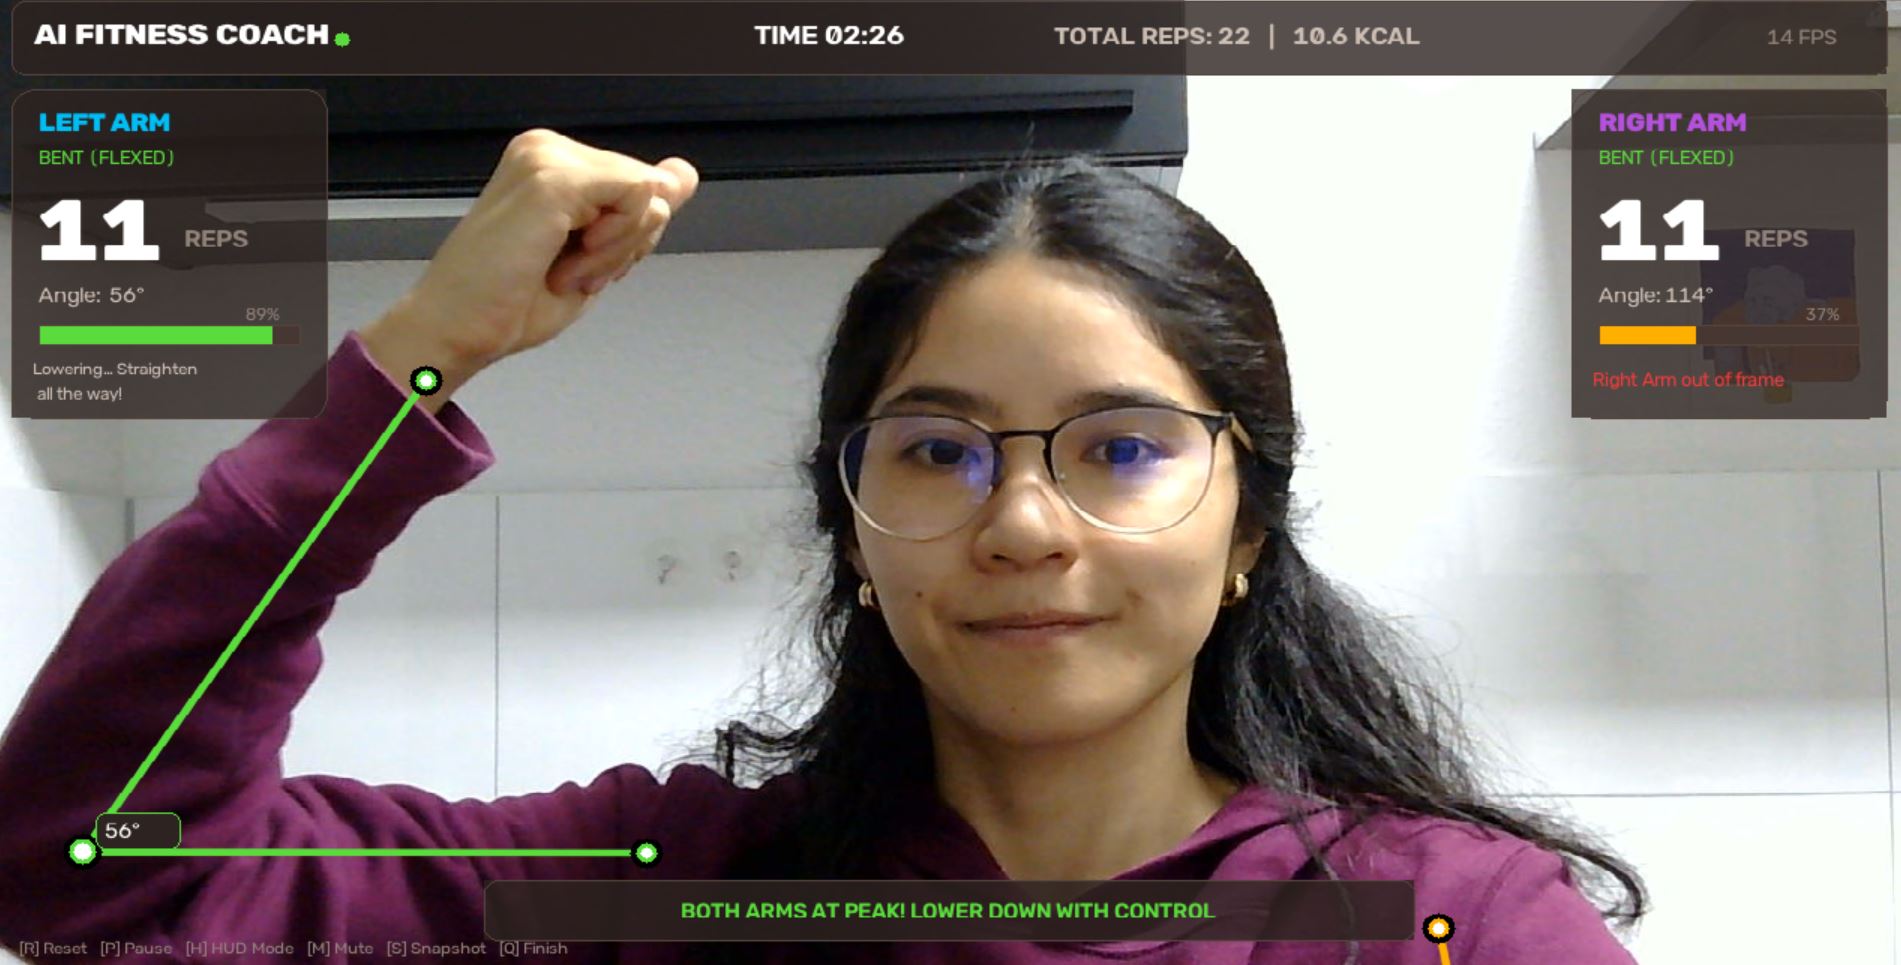 AI FITNESS COACH
TIME 02:26
TOTAL REPS: 22 | 10.6 KCAL
14 FPS
LEFT ARM
BENT (FLEXED)
11 REPS
Angle: 56°
89%
Lowering... Straighten
all the way!
RIGHT ARM
BENT (FLEXED)
11 REPS
Angle: 114°
37%
Right Arm out of frame
56°
BOTH ARMS AT PEAK! LOWER DOWN WITH CONTROL
[R] Reset [P] Pause [H] HUD Mode [M] Mute [S] Snapshot [Q] Finish